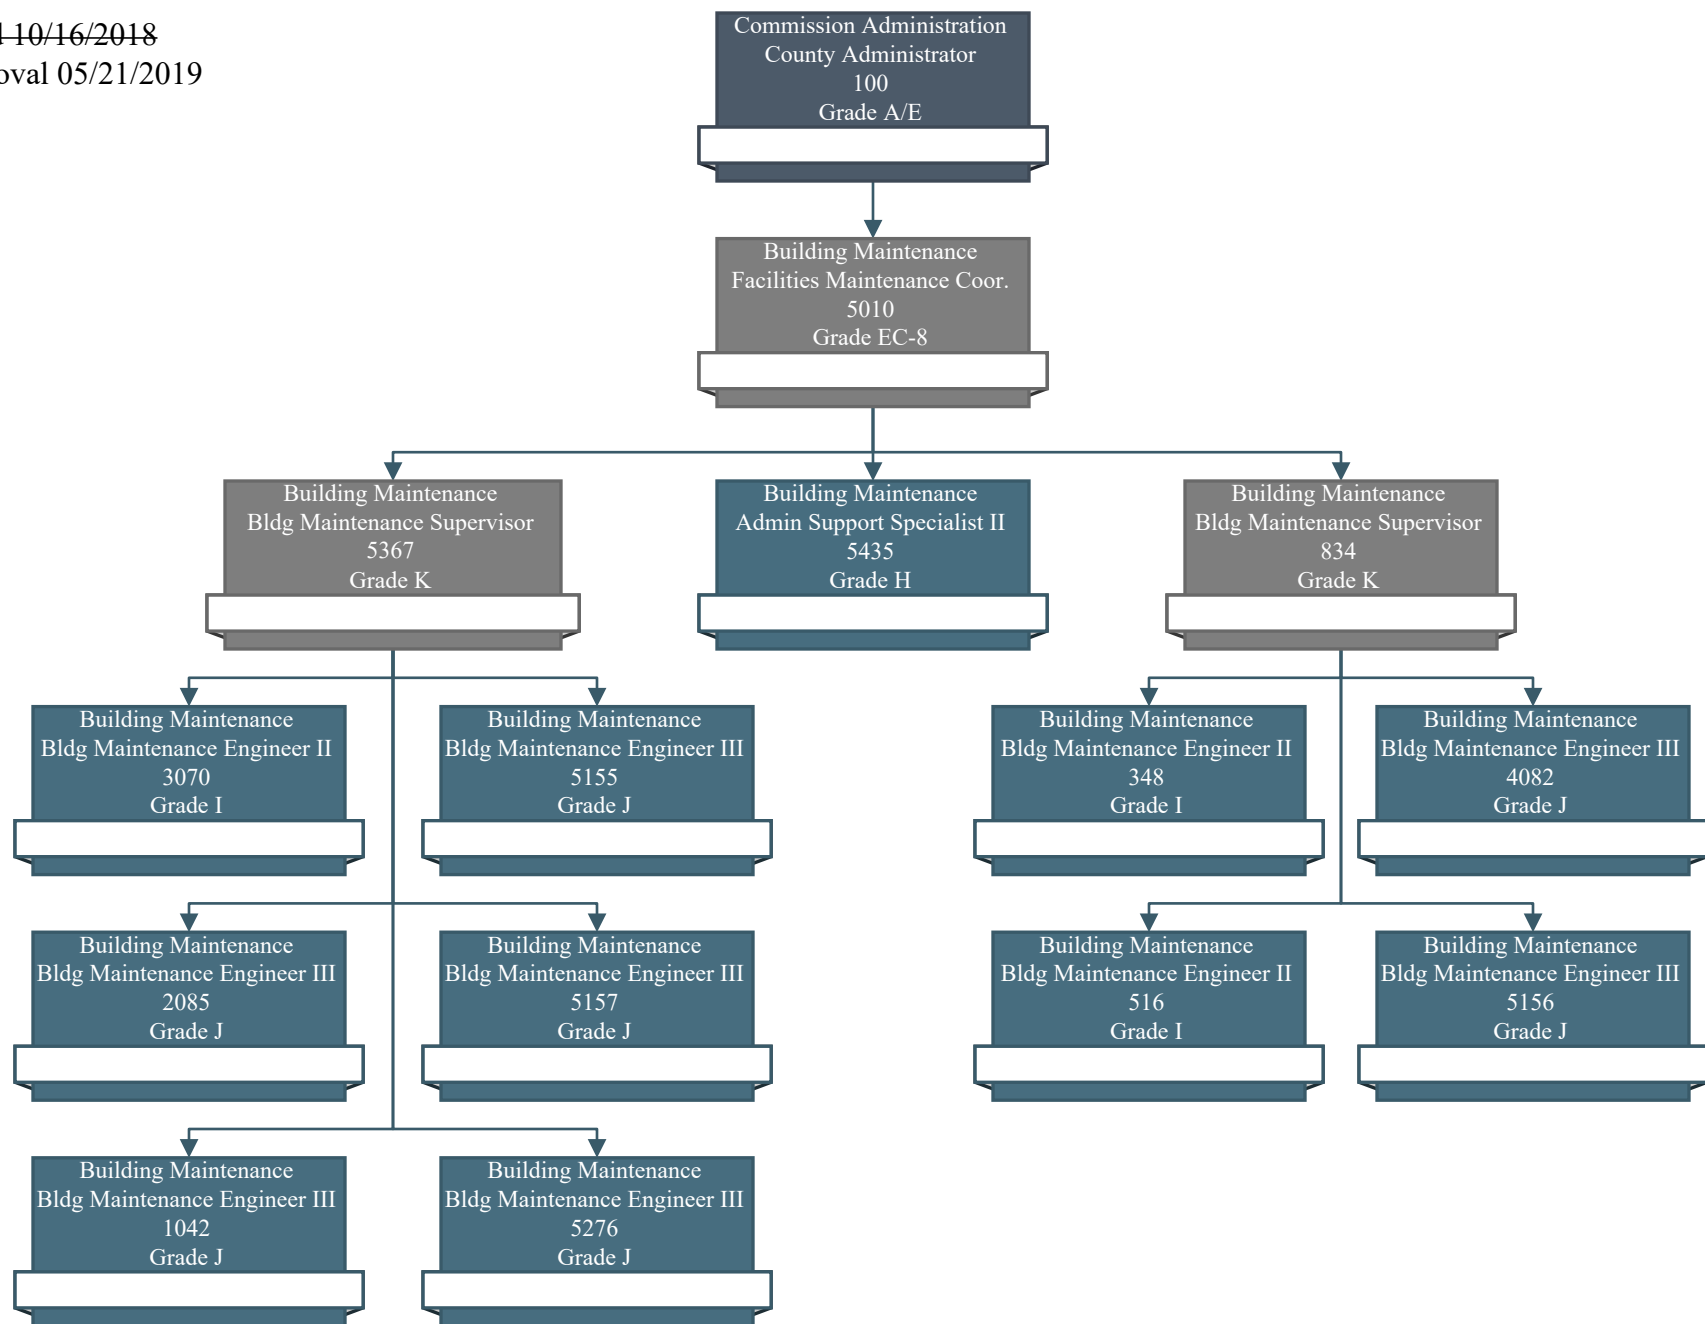 10/16/2018
05/21/2019
Commission Administration
County Administrator
100
Grade A/E
Building Maintenance
Facilities Maintenance Coor.
5010
Grade EC-8
Building Maintenance
Bldg Maintenance Supervisor
5367
Grade K
Building Maintenance
Admin Support Specialist II
5435
Grade H
Building Maintenance
Bldg Maintenance Supervisor
834
Grade K
Building Maintenance
Bldg Maintenance Engineer II
3070
Grade I
Building Maintenance
Bldg Maintenance Engineer III
5155
Grade J
Building Maintenance
Bldg Maintenance Engineer II
348
Grade I
Building Maintenance
Bldg Maintenance Engineer III
4082
Grade J
Building Maintenance
Bldg Maintenance Engineer III
2085
Grade J
Building Maintenance
Bldg Maintenance Engineer III
5157
Grade J
Building Maintenance
Bldg Maintenance Engineer II
516
Grade I
Building Maintenance
Bldg Maintenance Engineer III
5156
Grade J
Building Maintenance
Bldg Maintenance Engineer III
1042
Grade J
Building Maintenance
Bldg Maintenance Engineer III
5276
Grade J